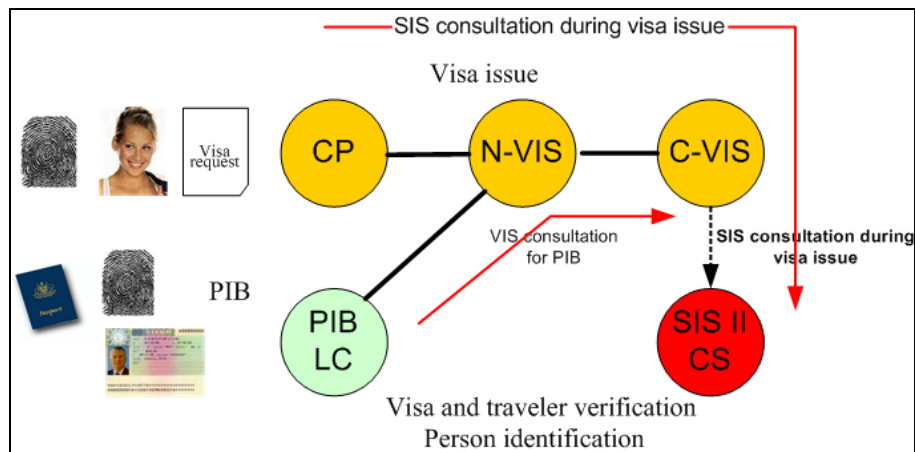 SIS consultation during visa issue
Visa issue
Visa
request
CP
N-VIS
C-VIS
VIS consultation
for PIB
SIS consultation during
visa issue
Passport
PIB
PIB
LC
SIS II
CS
Visa and traveler verification
Person identification